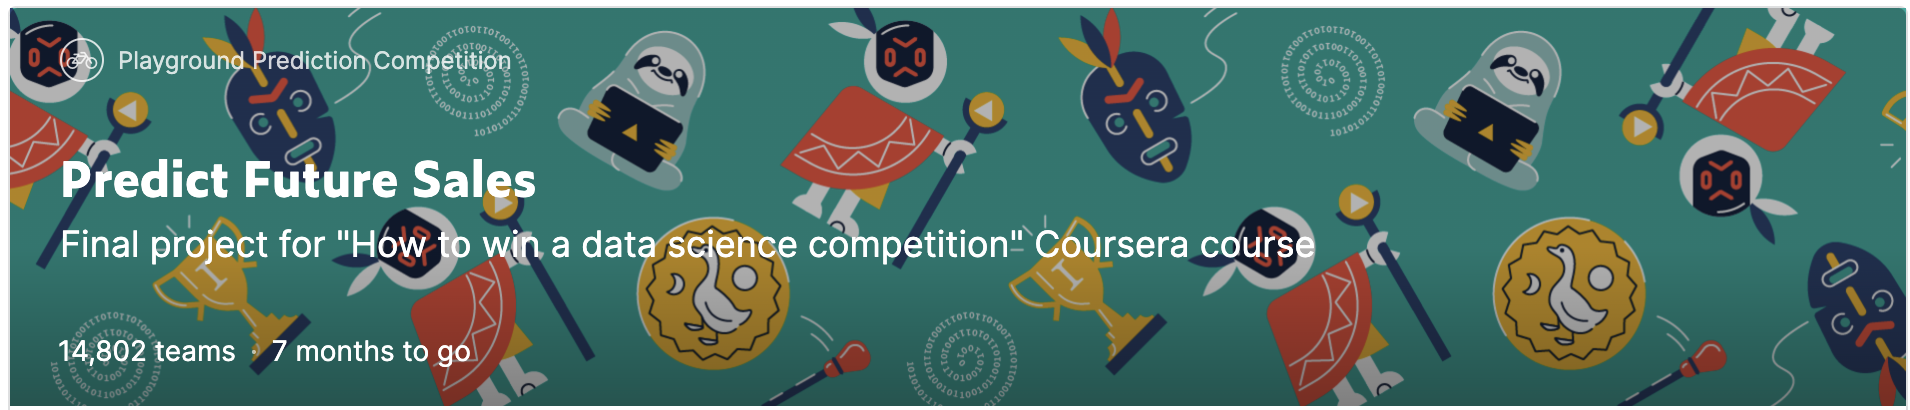 Playground Prediction Competition
Predict Future Sales
Final project for "How to win a data science competition" Coursera course
14,802 teams · 7 months to go